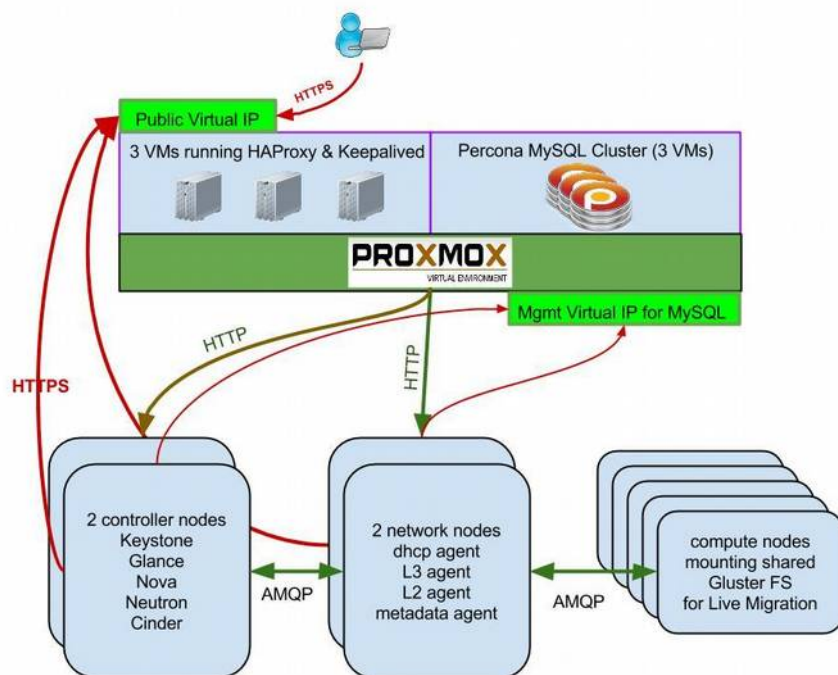 HTTPS
Public Virtual IP
3 VMs running HAProxy & Keepalived
Percona MySQL Cluster (3 VMs)
PROXMOX
VIRTUAL ENVIRONMENT
Mgmt Virtual IP for MySQL
HTTP
HTTP
HTTPS
2 controller nodes
Keystone
Glance
Nova
Neutron
Cinder
AMQP
2 network nodes
dhcp agent
L3 agent
L2 agent
metadata agent
AMQP
compute nodes
mounting shared
Gluster FS
for Live Migration